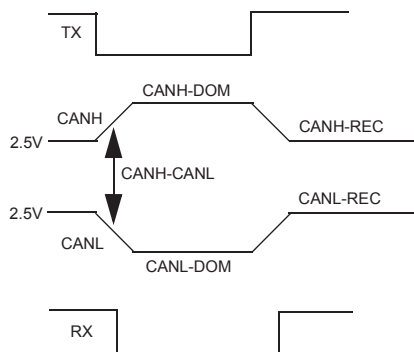 TX
CANH-DOM
CANH
CANH-REC
2.5V
CANH-CANL
2.5V
CANL-REC
CANL
CANL-DOM
RX